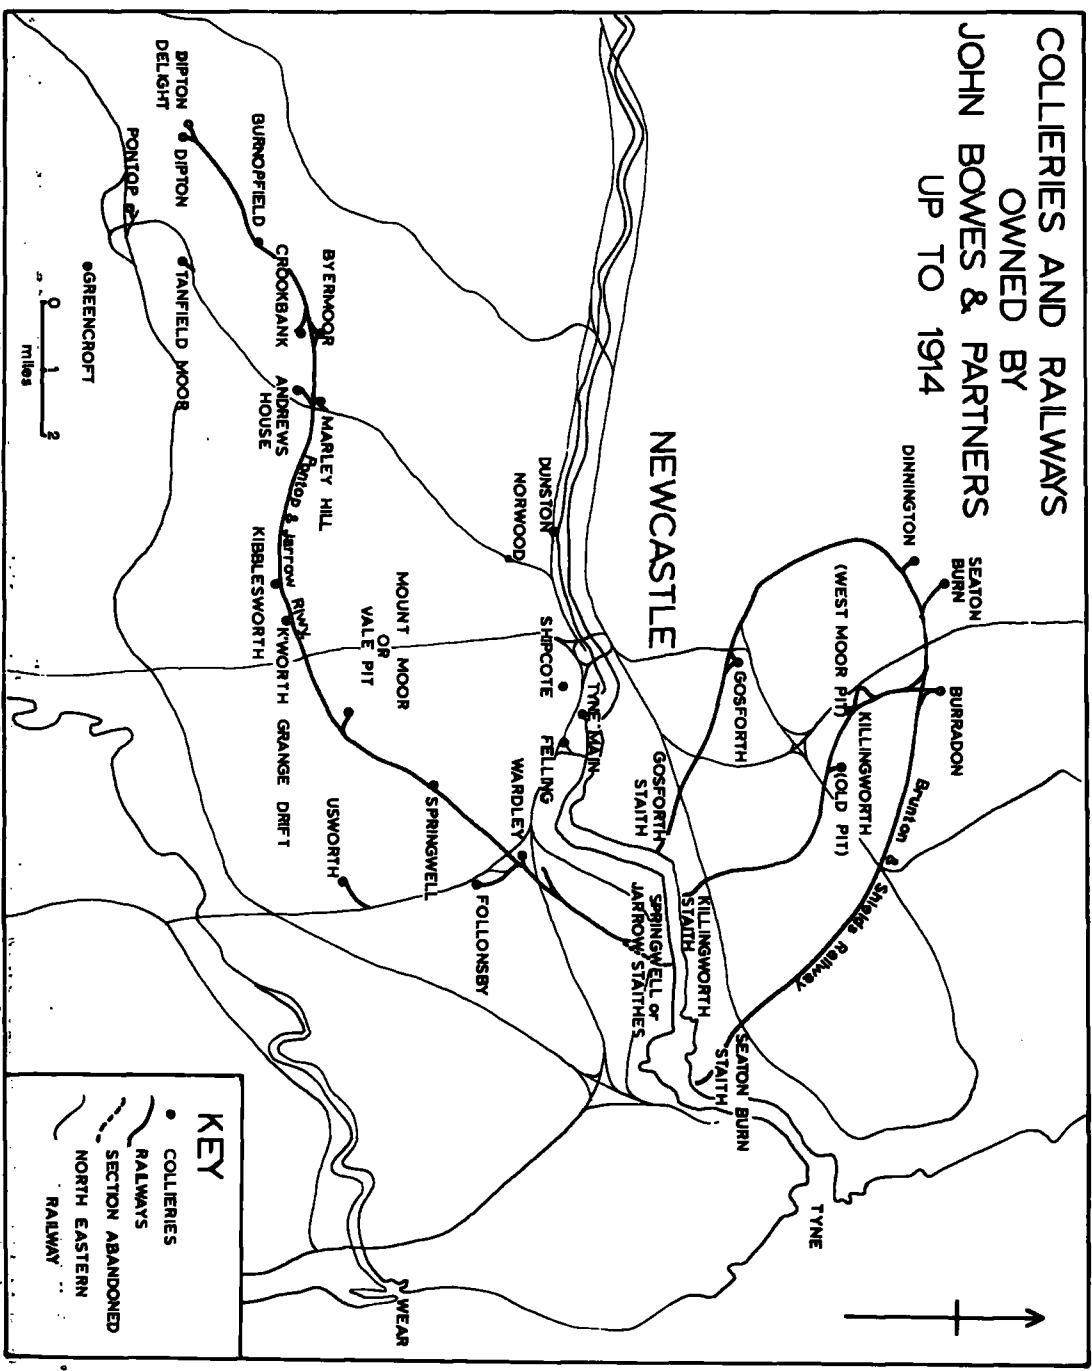 COLLIERIES AND RAILWAYS
OWNED BY
JOHN BOWES & PARTNERS
UP TO 1914
SEATON
BURN
DINNINGTON
BURRADON
Brunton & Shields Railway
(WEST MOOR PIT)
KILLINGWORTH
(OLD PIT)
GOSFORTH
NEWCASTLE
GOSFORTH
STAITH
KILLINGWORTH
STAITH
SEATON BURN
STAITH
TYNE
SPRINGWELL or
JARROW STAITHES
DUNSTON
NORWOOD
SHIPCOTE
TYNE MAIN
FELLING
WARDLEY
FOLLONSBY
SPRINGWELL
USWORTH
MOUNT MOOR
OR
VALE PIT
K'WORTH GRANGE DRIFT
KIBBLESWORTH
Pontop & Jarrow Rlwy.
MARLEY HILL
ANDREWS
HOUSE
BYERMOOR
CROOKBANK
BURNOPFIELD
DIPTON
DELIGHT
DIPTON
PONTOP
TANFIELD MOOR
GREENCROFT
0 1 2
miles
WEAR
KEY
COLLIERIES
RAILWAYS
SECTION ABANDONED
NORTH EASTERN
RAILWAY